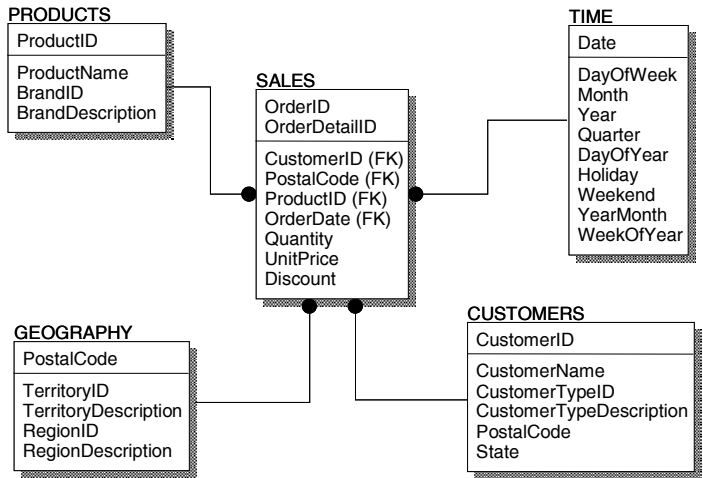 PRODUCTS
ProductID
ProductName
BrandID
BrandDescription
SALES
OrderID
OrderDetailID
CustomerID (FK)
PostalCode (FK)
ProductID (FK)
OrderDate (FK)
Quantity
UnitPrice
Discount
TIME
Date
DayOfWeek
Month
Year
Quarter
DayOfYear
Holiday
Weekend
YearMonth
WeekOfYear
GEOGRAPHY
PostalCode
TerritoryID
TerritoryDescription
RegionID
RegionDescription
CUSTOMERS
CustomerID
CustomerName
CustomerTypeID
CustomerTypeDescription
PostalCode
State